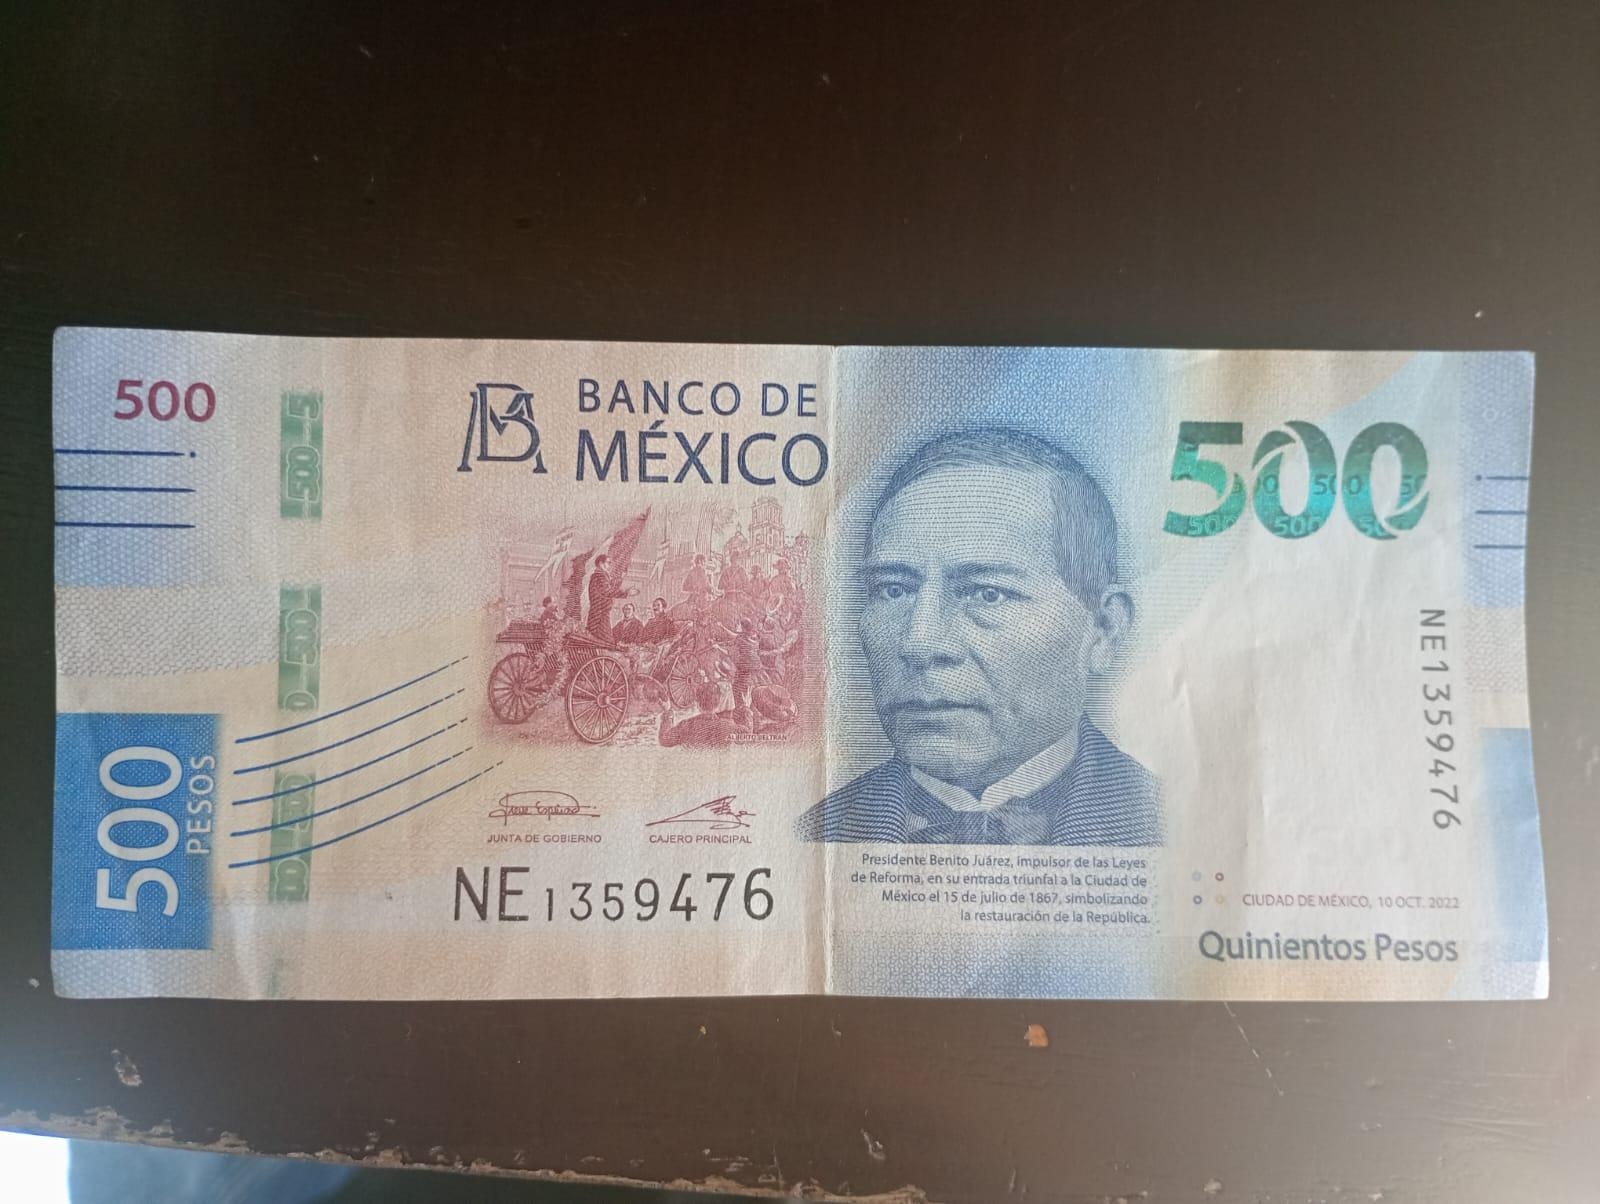 500
BANCO DE
MÉXICO
500
500
PESOS
ALBERTO BELTRÁN
JUNTA DE GOBIERNO
CAJERO PRINCIPAL
NE1359476
NE1359476
Presidente Benito Juárez, impulsor de las Leyes
de Reforma, en su entrada triunfal a la Ciudad de
México el 15 de julio de 1867, simbolizando
la restauración de la República.
CIUDAD DE MÉXICO, 10 OCT. 2022
Quinientos Pesos